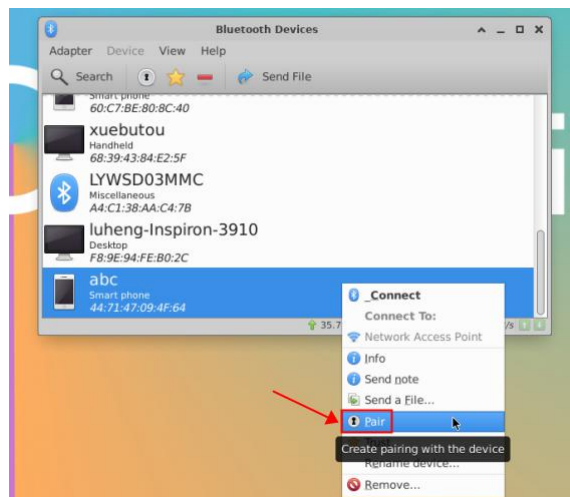 Bluetooth Devices
Adapter Device View Help
Search Send File
Smart phone
60:C7:BE:80:8C:40
xuebutou
Handheld
68:39:43:84:E2:5F
LYWSD03MMC
Miscellaneous
A4:C1:38:AA:C4:7B
luheng-Inspiron-3910
Desktop
F8:9E:94:FE:B0:2C
abc
Smart phone
44:71:47:09:4F:64
35.7
/s
_Connect
Connect To:
Network Access Point
Info
Send note
Send a File...
Pair
Create pairing with the device
Rename device...
Remove...